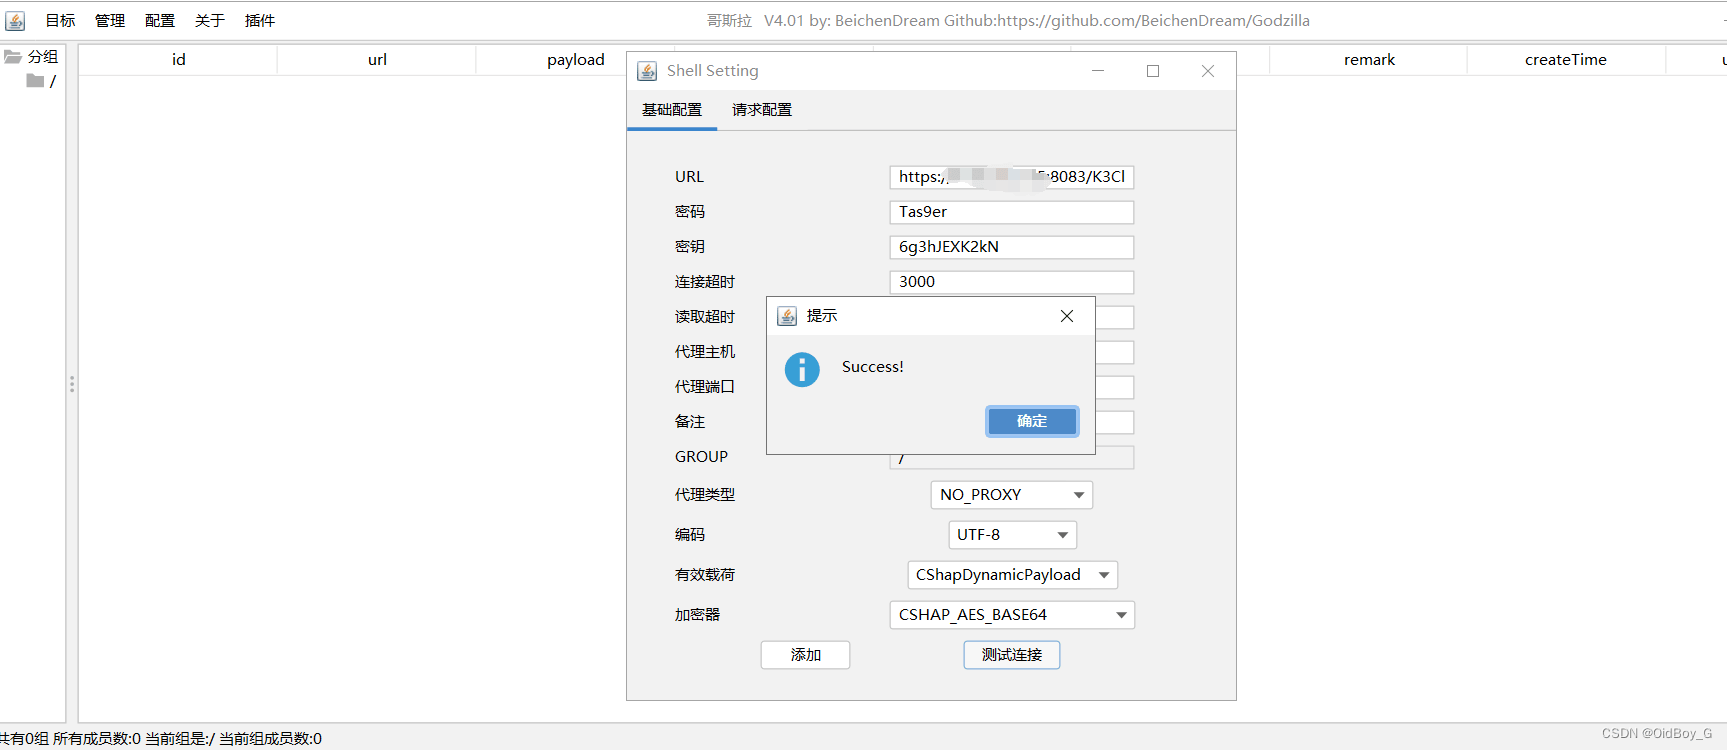 目标 管理 配置 关于 插件 哥斯拉 V4.01 by: BeichenDream Github:https://github.com/BeichenDream/Godzilla
分组
/
id url payload remark createTime
Shell Setting
基础配置 请求配置
URL https:/ :8083/K3Cl
密码 Tas9er
密钥 6g3hJEXK2kN
连接超时 3000
读取超时
代理主机
代理端口
备注
GROUP /
提示
Success!
确定
代理类型 NO_PROXY
编码 UTF-8
有效载荷 CShapDynamicPayload
加密器 CSHAP_AES_BASE64
添加 测试连接
共有0组 所有成员数:0 当前组是:/ 当前组成员数:0
CSDN @OidBoy_G